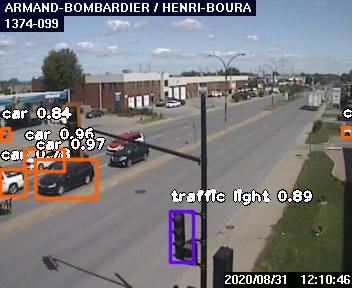 ARMAND-BOMBARDIER / HENRI-BOURA
1374-099
car 0.84
c
car 0.96
car 0.97
traffic light 0.89
2020/08/31 12:10:46